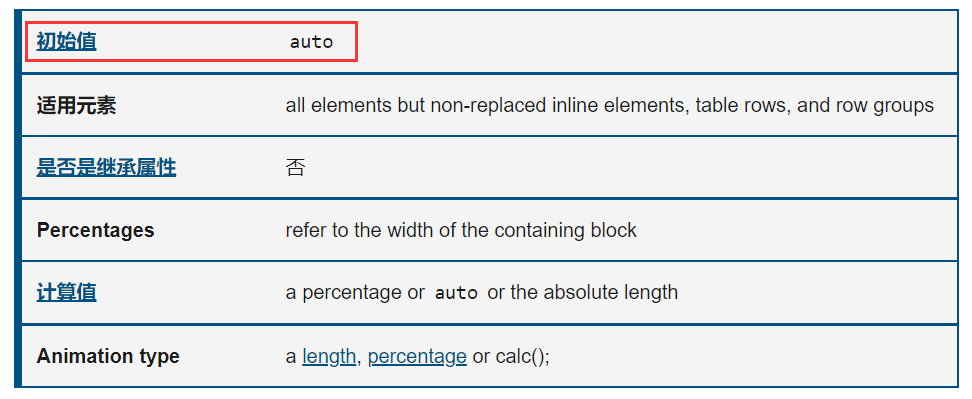 初始值 auto
适用元素 all elements but non-replaced inline elements, table rows, and row groups
是否是继承属性 否
Percentages refer to the width of the containing block
计算值 a percentage or auto or the absolute length
Animation type a length, percentage or calc();